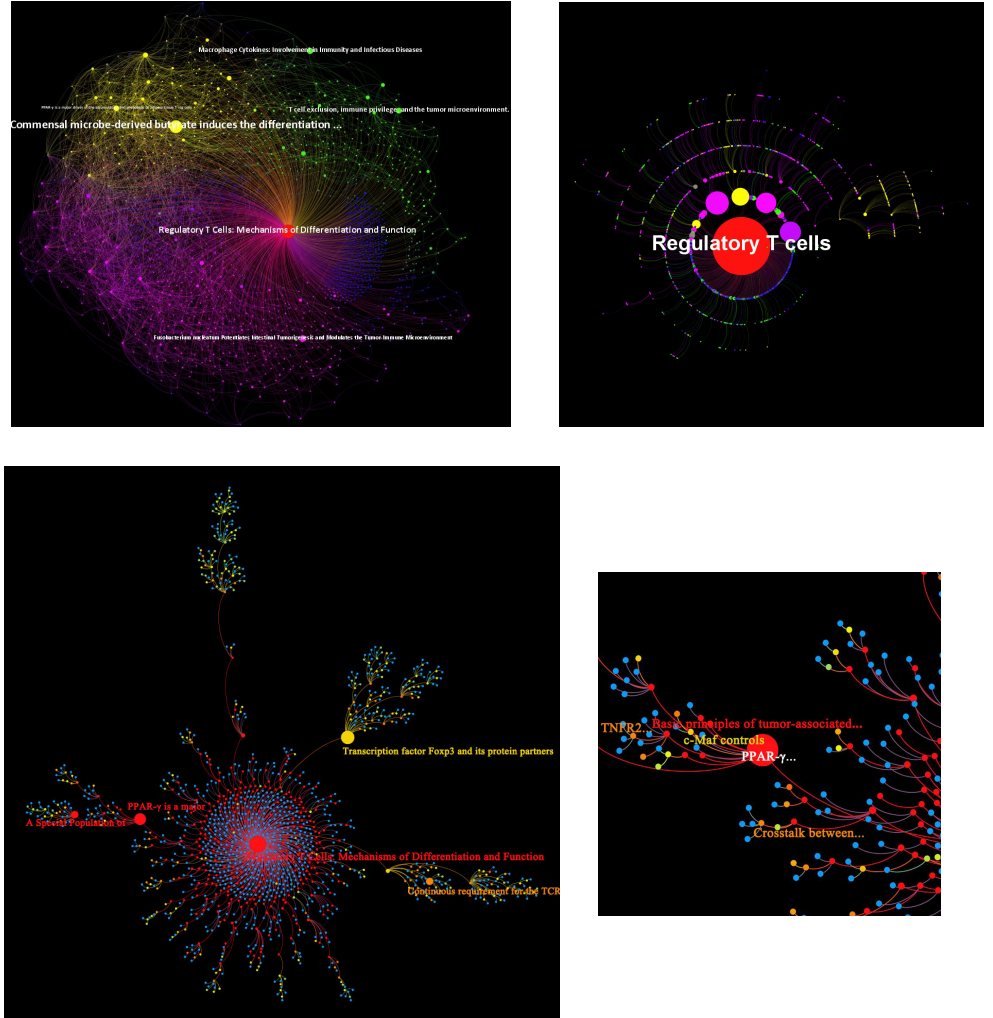 Macrophage Cytokines: Involvement in Immunity and Infectious Diseases
T cell exclusion, immune privilege, and the tumor microenvironment.
Commensal microbe-derived butyrate induces the differentiation ...
Regulatory T Cells: Mechanisms of Differentiation and Function
Fusobacterium nucleatum Potentiates Intestinal Tumorigenesis and Modulates the Tumor-Immune Microenvironment
Regulatory T cells
Transcription factor Foxp3 and its protein partners
PPAR-γ is a major
A Special Population of
Regulatory T Cells: Mechanisms of Differentiation and Function
Continuous requirement for the TCR
Basic principles of tumor-associated...
TNFR2...
c-Maf controls
PPAR-γ...
Crosstalk between...